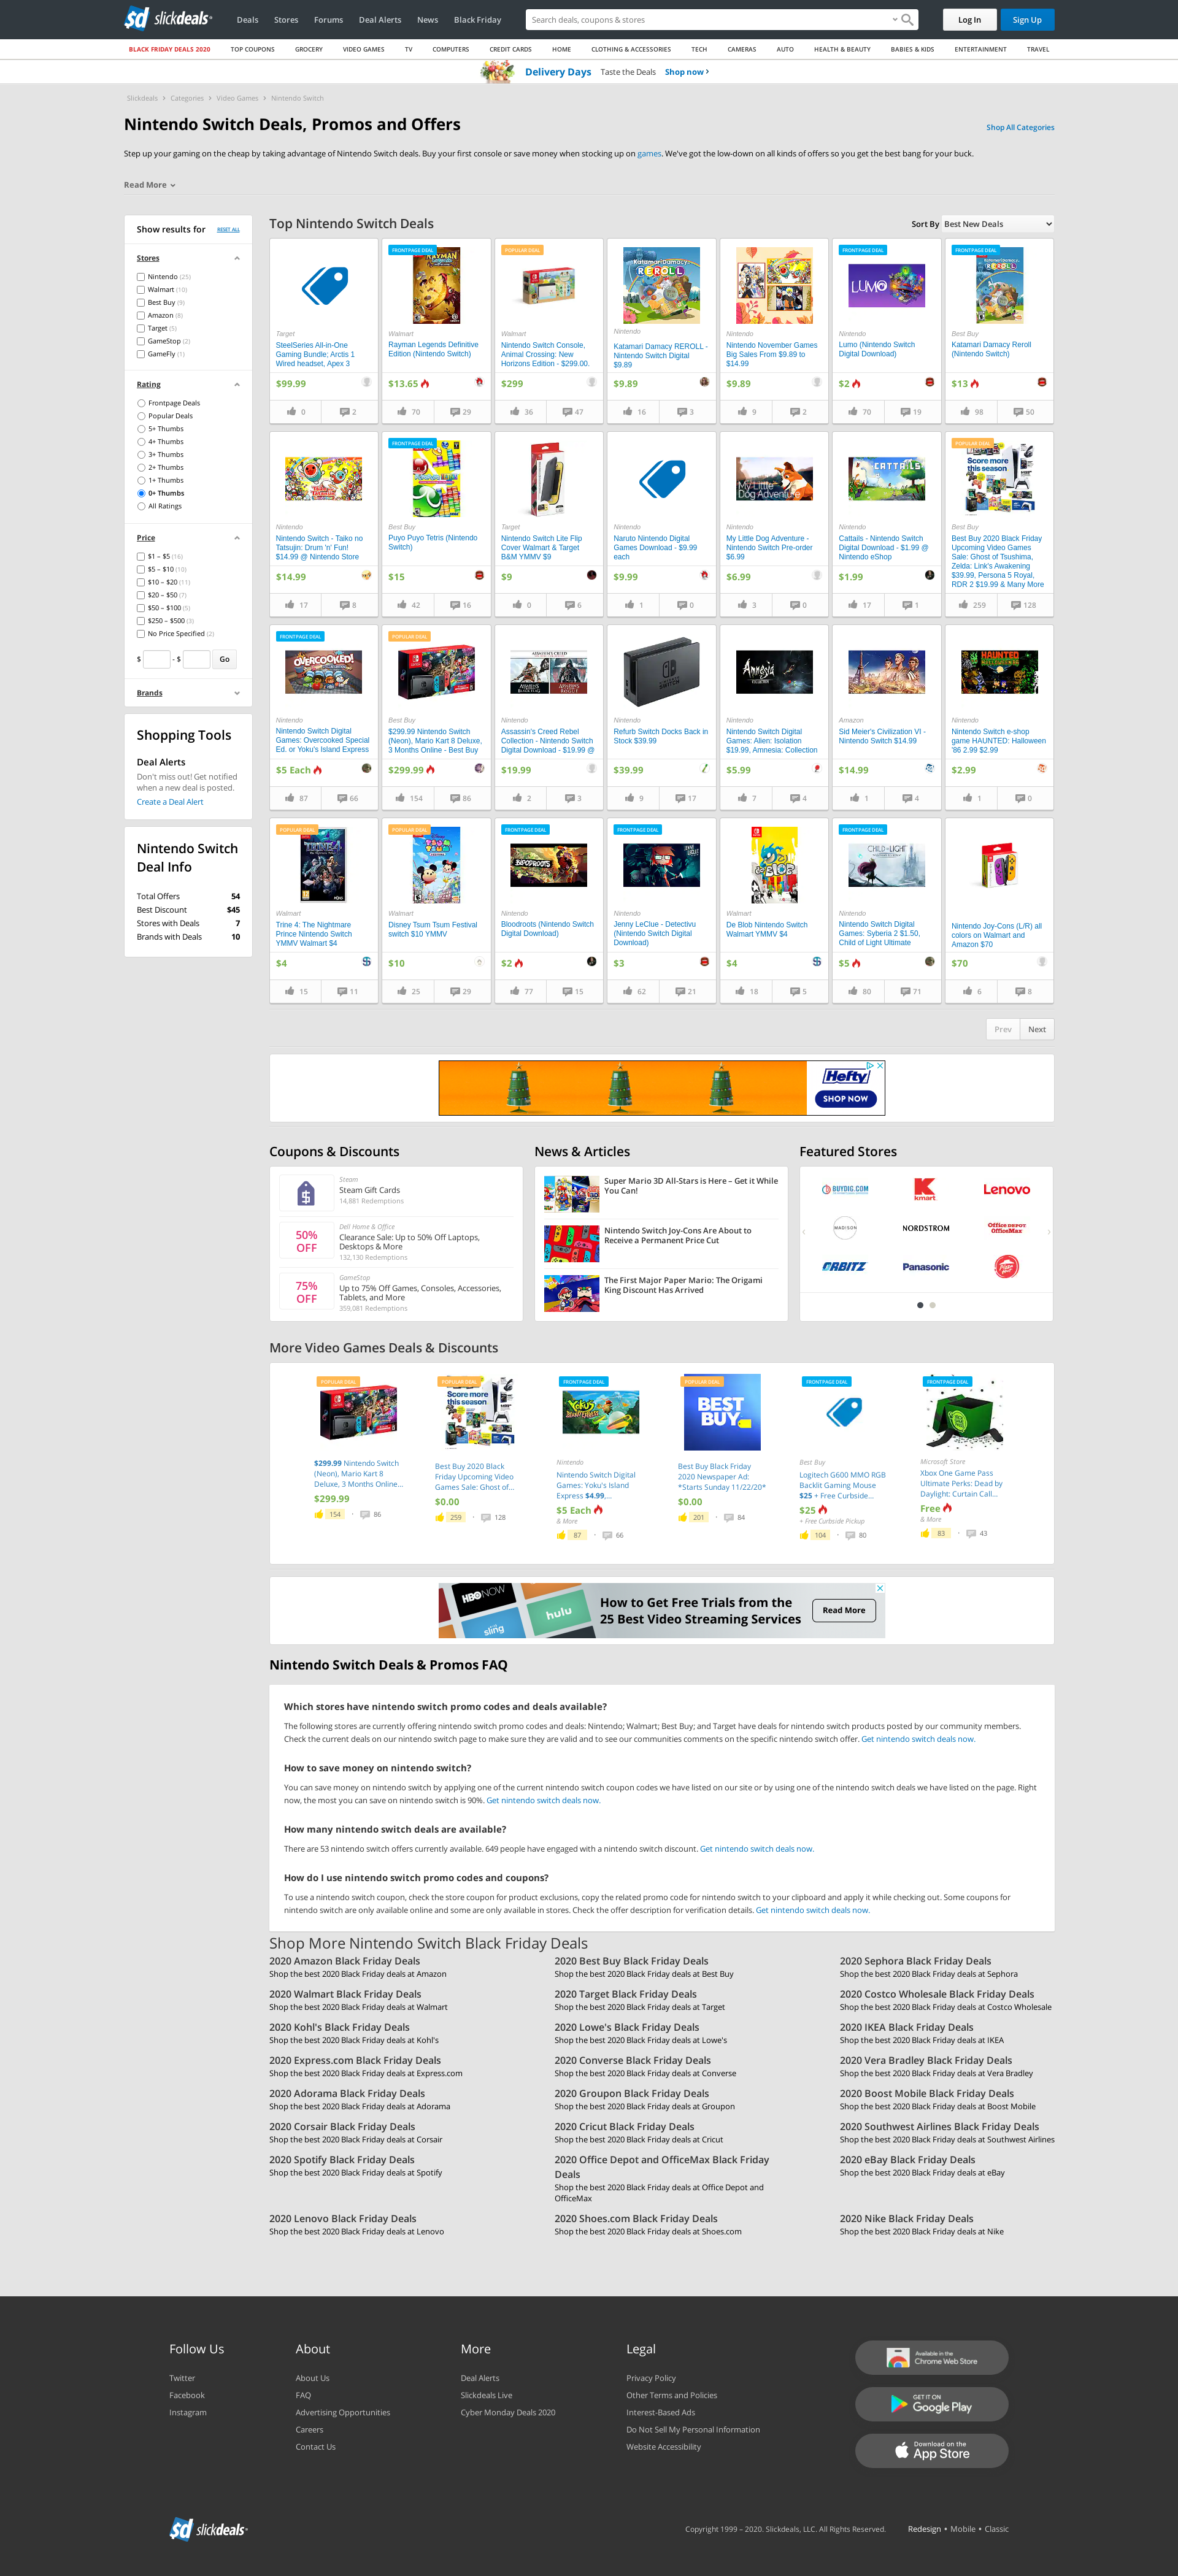 slickdeals
Deals
Stores
Forums
Deal Alerts
News
Black Friday
Search deals, coupons & stores
Log In
Sign Up
BLACK FRIDAY DEALS 2020
TOP COUPONS
GROCERY
VIDEO GAMES
TV
COMPUTERS
CREDIT CARDS
HOME
CLOTHING & ACCESSORIES
TECH
CAMERAS
AUTO
HEALTH & BEAUTY
BABIES & KIDS
ENTERTAINMENT
TRAVEL
Delivery Days Taste the Deals Shop now
Slickdeals > Categories > Video Games > Nintendo Switch
Nintendo Switch Deals, Promos and Offers
Shop All Categories
Step up your gaming on the cheap by taking advantage of Nintendo Switch deals. Buy your first console or save money when stocking up on games. We've got the low-down on all kinds of offers so you get the best bang for your buck.
Read More
Show results for
RESET ALL
Stores
Nintendo (25)
Walmart (10)
Best Buy (9)
Amazon (8)
Target (5)
GameStop (2)
GameFly (1)
Rating
Frontpage Deals
Popular Deals
5+ Thumbs
4+ Thumbs
3+ Thumbs
2+ Thumbs
1+ Thumbs
0+ Thumbs
All Ratings
Price
$1 – $5 (16)
$5 – $10 (10)
$10 – $20 (11)
$20 – $50 (7)
$50 – $100 (5)
$250 – $500 (3)
No Price Specified (2)
$ - $ Go
Brands
Shopping Tools
Deal Alerts
Don't miss out! Get notified
when a new deal is posted.
Create a Deal Alert
Nintendo Switch
Deal Info
Total Offers 54
Best Discount $45
Stores with Deals 7
Brands with Deals 10
Top Nintendo Switch Deals
Sort By Best New Deals
Target
SteelSeries All-in-One
Gaming Bundle; Arctis 1
Wired headset, Apex 3
$99.99
0 2
FRONTPAGE DEAL
Walmart
Rayman Legends Definitive
Edition (Nintendo Switch)
$13.65
70 29
POPULAR DEAL
Walmart
Nintendo Switch Console,
Animal Crossing: New
Horizons Edition - $299.00.
$299
36 47
Nintendo
Katamari Damacy REROLL -
Nintendo Switch Digital
$9.89
$9.89
16 3
Nintendo
Nintendo November Games
Big Sales From $9.89 to
$14.99
$9.89
9 2
FRONTPAGE DEAL
LUMO
Nintendo
Lumo (Nintendo Switch
Digital Download)
$2
70 19
FRONTPAGE DEAL
Best Buy
Katamari Damacy Reroll
(Nintendo Switch)
$13
98 50
Nintendo
Nintendo Switch - Taiko no
Tatsujin: Drum 'n' Fun!
$14.99 @ Nintendo Store
$14.99
17 8
FRONTPAGE DEAL
Best Buy
Puyo Puyo Tetris (Nintendo
Switch)
$15
42 16
Target
Nintendo Switch Lite Flip
Cover Walmart & Target
B&M YMMV $9
$9
0 6
Nintendo
Naruto Nintendo Digital
Games Download - $9.99
each
$9.99
1 0
My Little
Dog Adventure
Nintendo
My Little Dog Adventure -
Nintendo Switch Pre-order
$6.99
$6.99
3 0
CATTAILS
Nintendo
Cattails - Nintendo Switch
Digital Download - $1.99 @
Nintendo eShop
$1.99
17 1
POPULAR DEAL
Score more
this season
Best Buy
Best Buy 2020 Black Friday
Upcoming Video Games
Sale: Ghost of Tsushima,
Zelda: Link's Awakening
$39.99, Persona 5 Royal,
RDR 2 $19.99 & Many More
259 128
FRONTPAGE DEAL
OVERCOOKED!
Nintendo
Nintendo Switch Digital
Games: Overcooked Special
Ed. or Yoku's Island Express
$5 Each
87 66
POPULAR DEAL
Best Buy
$299.99 Nintendo Switch
(Neon), Mario Kart 8 Deluxe,
3 Months Online - Best Buy
$299.99
154 86
Nintendo
Assassin's Creed Rebel
Collection - Nintendo Switch
Digital Download - $19.99 @
$19.99
2 3
Nintendo
Refurb Switch Docks Back in
Stock $39.99
$39.99
9 17
Amnesia
Nintendo
Nintendo Switch Digital
Games: Alien: Isolation
$19.99, Amnesia: Collection
$5.99
7 4
Amazon
Sid Meier's Civilization VI -
Nintendo Switch $14.99
$14.99
1 4
HAUNTED
Nintendo
Nintendo Switch e-shop
game HAUNTED: Halloween
'86 2.99 $2.99
$2.99
1 0
POPULAR DEAL
TRINE 4
Walmart
Trine 4: The Nightmare
Prince Nintendo Switch
YMMV Walmart $4
$4
15 11
POPULAR DEAL
Walmart
Disney Tsum Tsum Festival
switch $10 YMMV
$10
25 29
FRONTPAGE DEAL
BLOODROOTS
Nintendo
Bloodroots (Nintendo Switch
Digital Download)
$2
77 15
FRONTPAGE DEAL
Nintendo
Jenny LeClue - Detectivu
(Nintendo Switch Digital
Download)
$3
62 21
Walmart
De Blob Nintendo Switch
Walmart YMMV $4
$4
18 5
FRONTPAGE DEAL
CHILD of LIGHT
Nintendo
Nintendo Switch Digital
Games: Syberia 2 $1.50,
Child of Light Ultimate
$5
80 71
Nintendo Joy-Cons (L/R) all
colors on Walmart and
Amazon $70
$70
6 8
Prev
Next
Hefty
SHOP NOW
Coupons & Discounts
Steam
Steam Gift Cards
14,881 Redemptions
50%
OFF
Dell Home & Office
Clearance Sale: Up to 50% Off Laptops,
Desktops & More
132,130 Redemptions
75%
OFF
GameStop
Up to 75% Off Games, Consoles, Accessories,
Tablets, and More
359,081 Redemptions
News & Articles
Super Mario 3D All-Stars is Here – Get it While
You Can!
Nintendo Switch Joy-Cons Are About to
Receive a Permanent Price Cut
The First Major Paper Mario: The Origami
King Discount Has Arrived
Featured Stores
BUYDIG.COM
kmart
Lenovo
MADISON
NORDSTROM
Office DEPOT
OfficeMax
ORBITZ
Panasonic
More Video Games Deals & Discounts
POPULAR DEAL
$299.99 Nintendo Switch
(Neon), Mario Kart 8
Deluxe, 3 Months Online...
$299.99
154 · 86
POPULAR DEAL
Score more
this season
Best Buy 2020 Black
Friday Upcoming Video
Games Sale: Ghost of...
$0.00
259 · 128
FRONTPAGE DEAL
Nintendo
Nintendo Switch Digital
Games: Yoku's Island
Express $4.99,...
$5 Each
& More
87 · 66
POPULAR DEAL
BEST
BUY
Best Buy Black Friday
2020 Newspaper Ad:
*Starts Sunday 11/22/20*
$0.00
201 · 84
FRONTPAGE DEAL
Best Buy
Logitech G600 MMO RGB
Backlit Gaming Mouse
$25 + Free Curbside...
$25
+ Free Curbside Pickup
104 · 80
FRONTPAGE DEAL
Microsoft Store
Xbox One Game Pass
Ultimate Perks: Dead by
Daylight: Curtain Call...
Free
& More
83 · 43
HBO NOW
hulu
sling
How to Get Free Trials from the
25 Best Video Streaming Services
Read More
Nintendo Switch Deals & Promos FAQ
Which stores have nintendo switch promo codes and deals available?
The following stores are currently offering nintendo switch promo codes and deals: Nintendo; Walmart; Best Buy; and Target have deals for nintendo switch products posted by our community members.
Check the current deals on our nintendo switch page to make sure they are valid and to see our communities comments on the specific nintendo switch offer. Get nintendo switch deals now.
How to save money on nintendo switch?
You can save money on nintendo switch by applying one of the current nintendo switch coupon codes we have listed on our site or by using one of the nintendo switch deals we have listed on the page. Right
now, the most you can save on nintendo switch is 90%. Get nintendo switch deals now.
How many nintendo switch deals are available?
There are 53 nintendo switch offers currently available. 649 people have engaged with a nintendo switch discount. Get nintendo switch deals now.
How do I use nintendo switch promo codes and coupons?
To use a nintendo switch coupon, check the store coupon for product exclusions, copy the related promo code for nintendo switch to your clipboard and apply it while checking out. Some coupons for
nintendo switch are only available online and some are only available in stores. Check the offer description for verification details. Get nintendo switch deals now.
Shop More Nintendo Switch Black Friday Deals
2020 Amazon Black Friday Deals
Shop the best 2020 Black Friday deals at Amazon
2020 Best Buy Black Friday Deals
Shop the best 2020 Black Friday deals at Best Buy
2020 Sephora Black Friday Deals
Shop the best 2020 Black Friday deals at Sephora
2020 Walmart Black Friday Deals
Shop the best 2020 Black Friday deals at Walmart
2020 Target Black Friday Deals
Shop the best 2020 Black Friday deals at Target
2020 Costco Wholesale Black Friday Deals
Shop the best 2020 Black Friday deals at Costco Wholesale
2020 Kohl's Black Friday Deals
Shop the best 2020 Black Friday deals at Kohl's
2020 Lowe's Black Friday Deals
Shop the best 2020 Black Friday deals at Lowe's
2020 IKEA Black Friday Deals
Shop the best 2020 Black Friday deals at IKEA
2020 Express.com Black Friday Deals
Shop the best 2020 Black Friday deals at Express.com
2020 Converse Black Friday Deals
Shop the best 2020 Black Friday deals at Converse
2020 Vera Bradley Black Friday Deals
Shop the best 2020 Black Friday deals at Vera Bradley
2020 Adorama Black Friday Deals
Shop the best 2020 Black Friday deals at Adorama
2020 Groupon Black Friday Deals
Shop the best 2020 Black Friday deals at Groupon
2020 Boost Mobile Black Friday Deals
Shop the best 2020 Black Friday deals at Boost Mobile
2020 Corsair Black Friday Deals
Shop the best 2020 Black Friday deals at Corsair
2020 Cricut Black Friday Deals
Shop the best 2020 Black Friday deals at Cricut
2020 Southwest Airlines Black Friday Deals
Shop the best 2020 Black Friday deals at Southwest Airlines
2020 Spotify Black Friday Deals
Shop the best 2020 Black Friday deals at Spotify
2020 Office Depot and OfficeMax Black Friday
Deals
Shop the best 2020 Black Friday deals at Office Depot and
OfficeMax
2020 eBay Black Friday Deals
Shop the best 2020 Black Friday deals at eBay
2020 Lenovo Black Friday Deals
Shop the best 2020 Black Friday deals at Lenovo
2020 Shoes.com Black Friday Deals
Shop the best 2020 Black Friday deals at Shoes.com
2020 Nike Black Friday Deals
Shop the best 2020 Black Friday deals at Nike
Follow Us
Twitter
Facebook
Instagram
About
About Us
FAQ
Advertising Opportunities
Careers
Contact Us
More
Deal Alerts
Slickdeals Live
Cyber Monday Deals 2020
Legal
Privacy Policy
Other Terms and Policies
Interest-Based Ads
Do Not Sell My Personal Information
Website Accessibility
Available in the
Chrome Web Store
GET IT ON
Google Play
Download on the
App Store
slickdeals
Copyright 1999 – 2020. Slickdeals, LLC. All Rights Reserved.
Redesign • Mobile • Classic